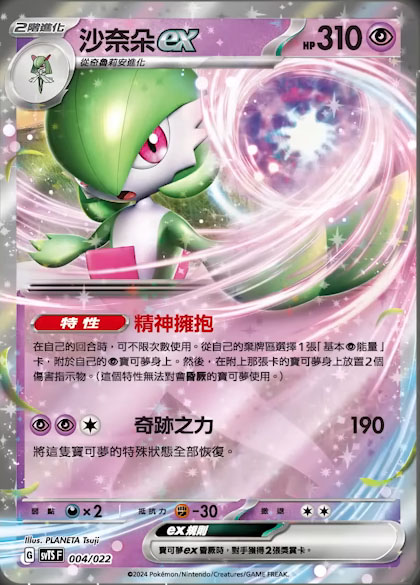 2階進化
沙奈朵ex
HP 310
從奇魯莉安進化
特性 精神擁抱
在自己的回合時，可不限次數使用。從自己的棄牌區選擇1張「基本能量」
卡，附於自己的寶可夢身上。然後，在附上那張卡的寶可夢身上放置2個
傷害指示物。（這個特性無法對會昏厥的寶可夢使用。）
奇跡之力 190
將這隻寶可夢的特殊狀態全部恢復。
弱點 ×2 抵抗力 -30 撤退
Illus. PLANETA Tsuji
G svTS F 004/022
ex規則
寶可夢ex昏厥時，對手獲得2張獎賞卡。
©2024 Pokémon/Nintendo/Creatures/GAME FREAK.